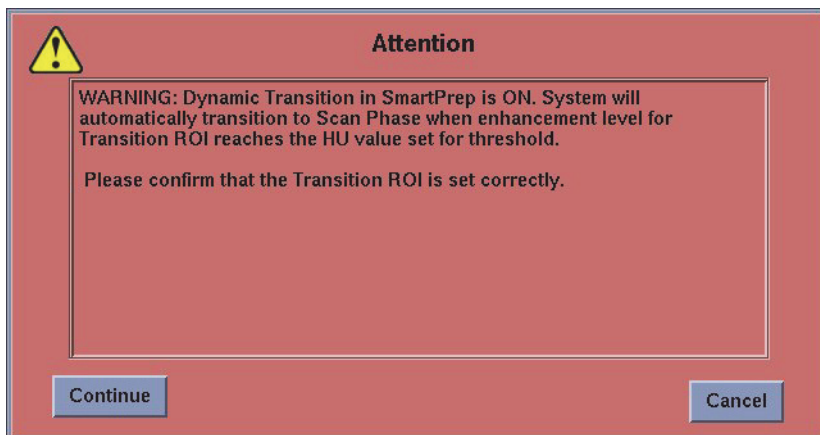 Attention
WARNING: Dynamic Transition in SmartPrep is ON. System will
automatically transition to Scan Phase when enhancement level for
Transition ROI reaches the HU value set for threshold.
Please confirm that the Transition ROI is set correctly.
Continue
Cancel